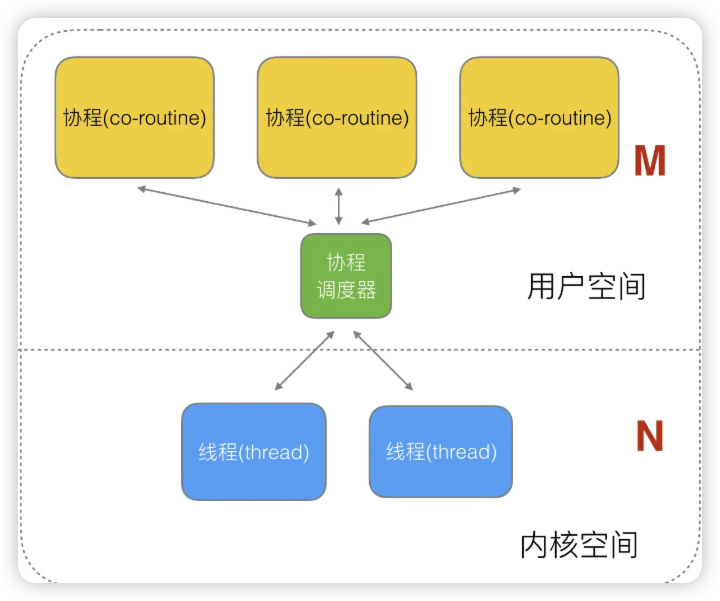 协程(co-routine)
协程(co-routine)
协程(co-routine)
M
协程
调度器
用户空间
线程(thread)
线程(thread)
N
内核空间